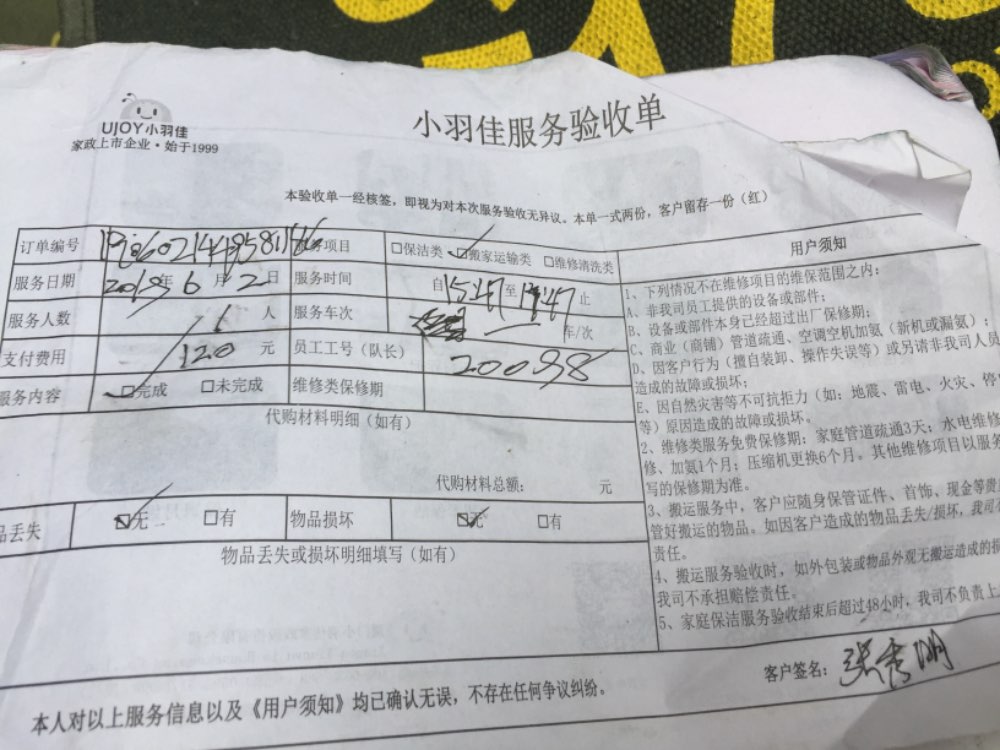 UJOY小羽佳
家政上市企业·始于1999
小羽佳服务验收单
本验收单一经核签，即视为对本次服务验收无异议。本单一式两份，客户留存一份（红）
订单编号 项目 □保洁类 ☑搬家运输类 □维修清洗类
服务日期 2019年6月2日 服务时间 自15:47至17:47止
服务人数 人 服务车次 车/次
支付费用 120元 员工工号（队长） 20098
服务内容 ☑完成 □未完成 维修类保修期
代购材料明细（如有）
代购材料总额： 元
品丢失 ☑无 □有 物品损坏 ☑无 □有
物品丢失或损坏明细填写（如有）
用户须知
1、下列情况不在维修项目的维保范围之内：
A、非我司员工提供的设备或部件；
B、设备或部件本身已经超过出厂保修期；
C、商业（商铺）管道疏通、空调空机加氨（新机或漏氨）；
D、因客户行为（擅自装卸、操作失误等）或另请非我司人员
造成的故障或损坏；
E、因自然灾害等不可抗拒力（如：地震、雷电、火灾、停电
等）原因造成的故障或损坏。
2、维修类服务免费保修期：家庭管道疏通3天；水电维修
修、加氨1个月；压缩机更换6个月。其他维修项目以服务
写的保修期为准。
3、搬运服务中，客户应随身保管证件、首饰、现金等贵
管好搬运的物品。如因客户造成的物品丢失/损坏，我司
责任。
4、搬运服务验收时，如外包装或物品外观无搬运造成的损
我司不承担赔偿责任。
5、家庭保洁服务验收结束后超过48小时，我司不负责上
客户签名：张秀明
本人对以上服务信息以及《用户须知》均已确认无误，不存在任何争议纠纷。